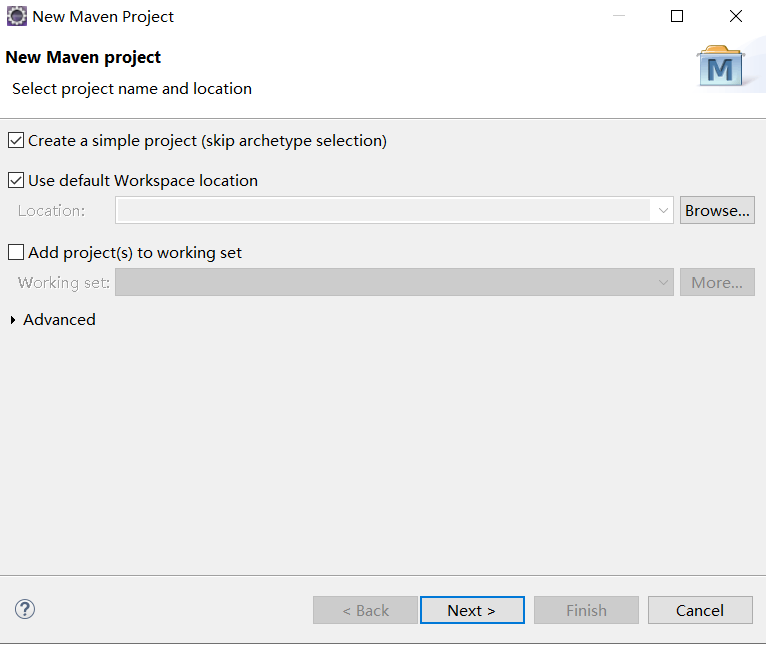 New Maven Project
New Maven project
Select project name and location
M
Create a simple project (skip archetype selection)
Use default Workspace location
Location:
Browse...
Add project(s) to working set
Working set:
More...
Advanced
?
< Back
Next >
Finish
Cancel